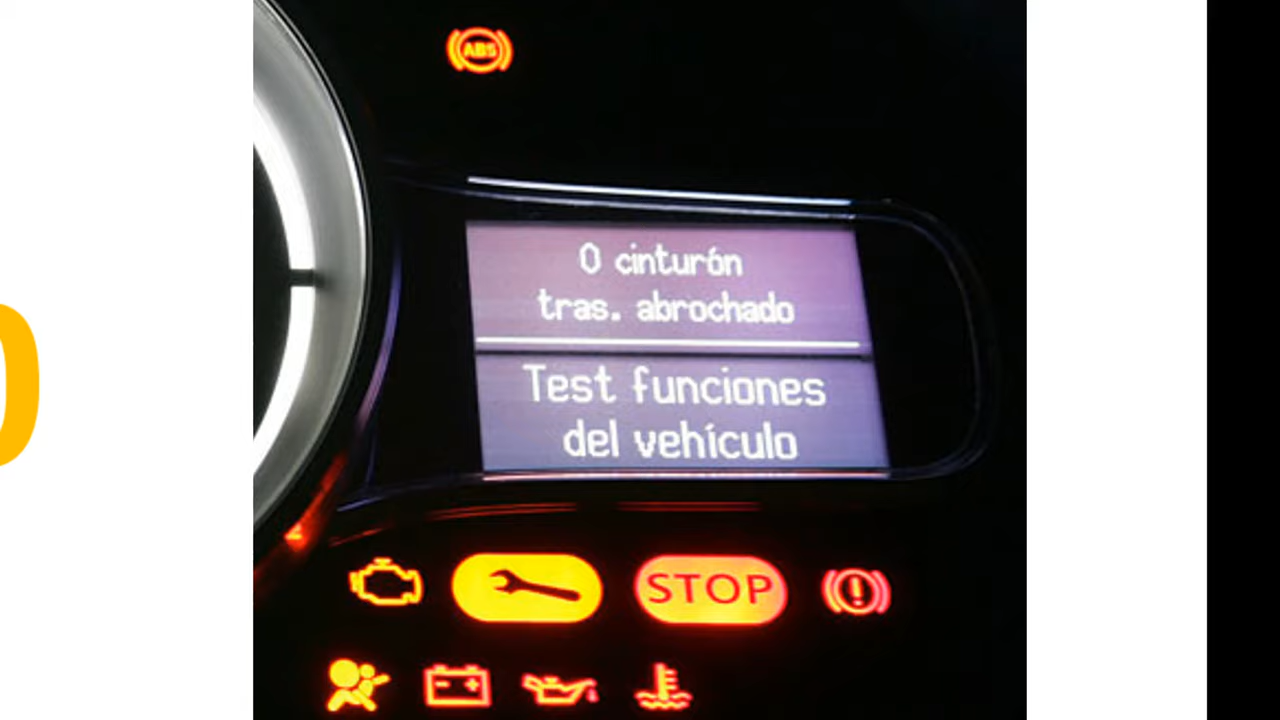 ABS
0 cinturón
tras. abrochado
Test funciones
del vehículo
STOP